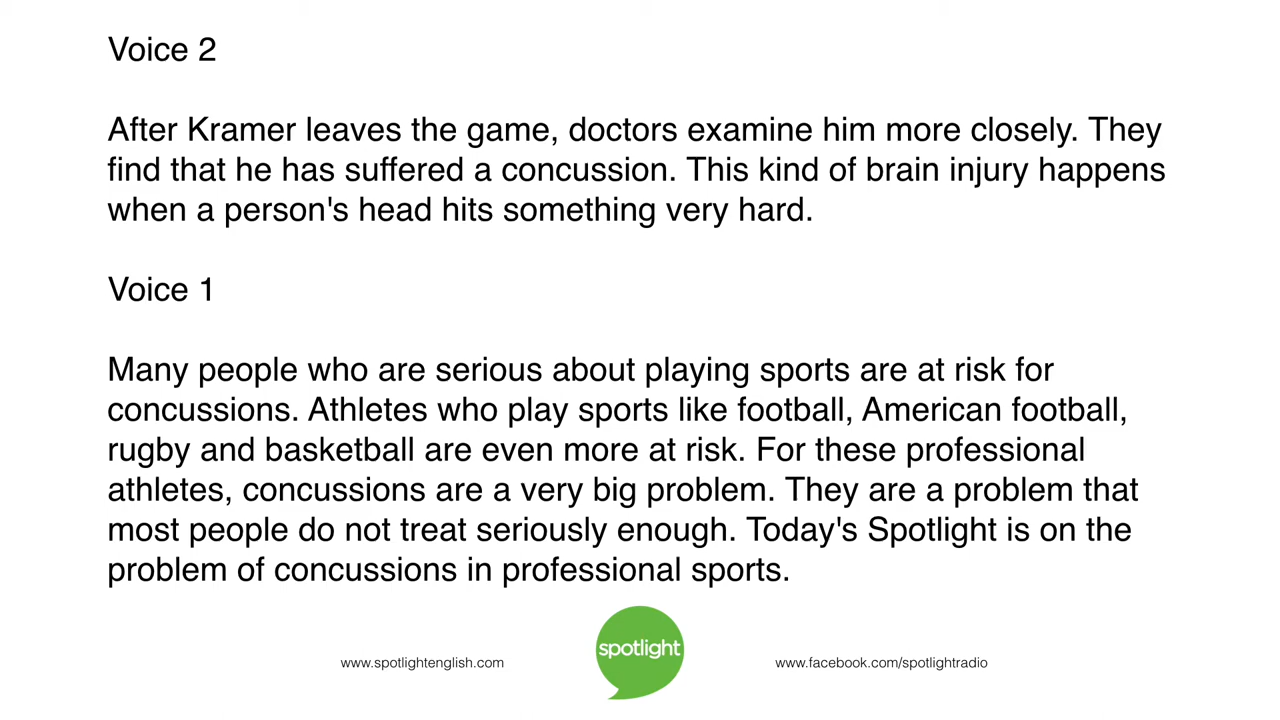 Voice 2
After Kramer leaves the game, doctors examine him more closely. They
find that he has suffered a concussion. This kind of brain injury happens
when a person's head hits something very hard.
Voice 1
Many people who are serious about playing sports are at risk for
concussions. Athletes who play sports like football, American football,
rugby and basketball are even more at risk. For these professional
athletes, concussions are a very big problem. They are a problem that
most people do not treat seriously enough. Today's Spotlight is on the
problem of concussions in professional sports.
www.spotlightenglish.com
spotlight
www.facebook.com/spotlightradio